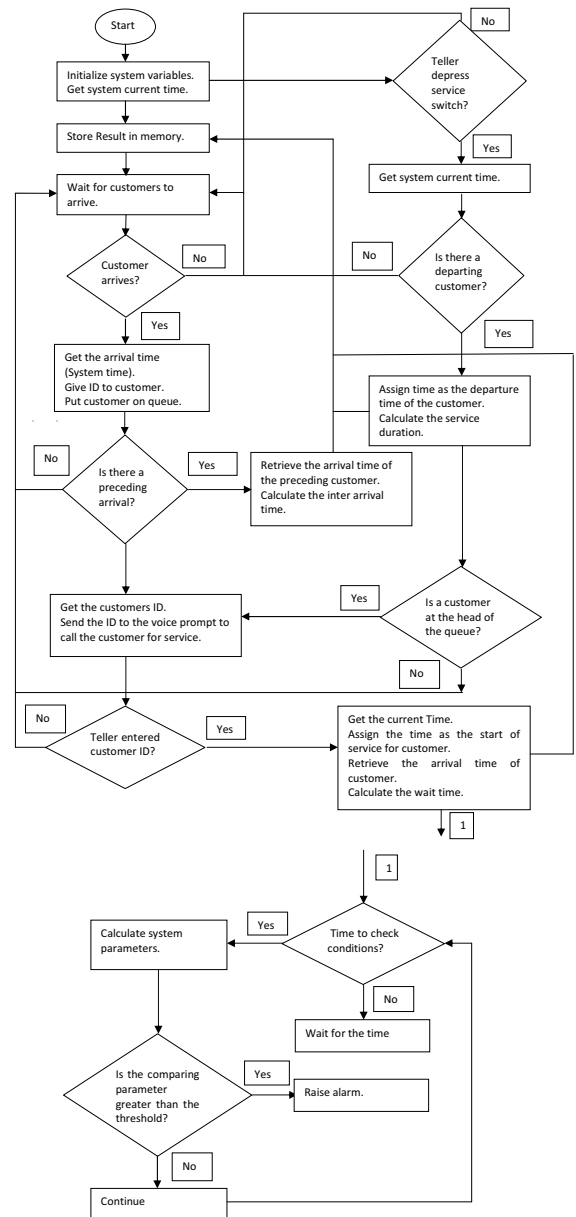 Start
No
Initialize system variables.
Get system current time.
Teller
depress
service
switch?
Store Result in memory.
Yes
Get system current time.
Wait for customers to
arrive.
Customer
arrives?
No
No
Is there a
departing
customer?
Yes
Yes
Get the arrival time
(System time).
Give ID to customer.
Put customer on queue.
Assign time as the departure
time of the customer.
Calculate the service
duration.
No
Is there a
preceding
arrival?
Yes
Retrieve the arrival time of
the preceding customer.
Calculate the inter arrival
time.
Get the customers ID.
Send the ID to the voice prompt to
call the customer for service.
Yes
Is a customer
at the head of
the queue?
No
No
Teller entered
customer ID?
Yes
Get the current Time.
Assign the time as the start of
service for customer.
Retrieve the arrival time of
customer.
Calculate the wait time.
1
1
Calculate system
parameters.
Yes
Time to check
conditions?
No
Wait for the time
Is the comparing
parameter
greater than the
threshold?
Yes
Raise alarm.
No
Continue